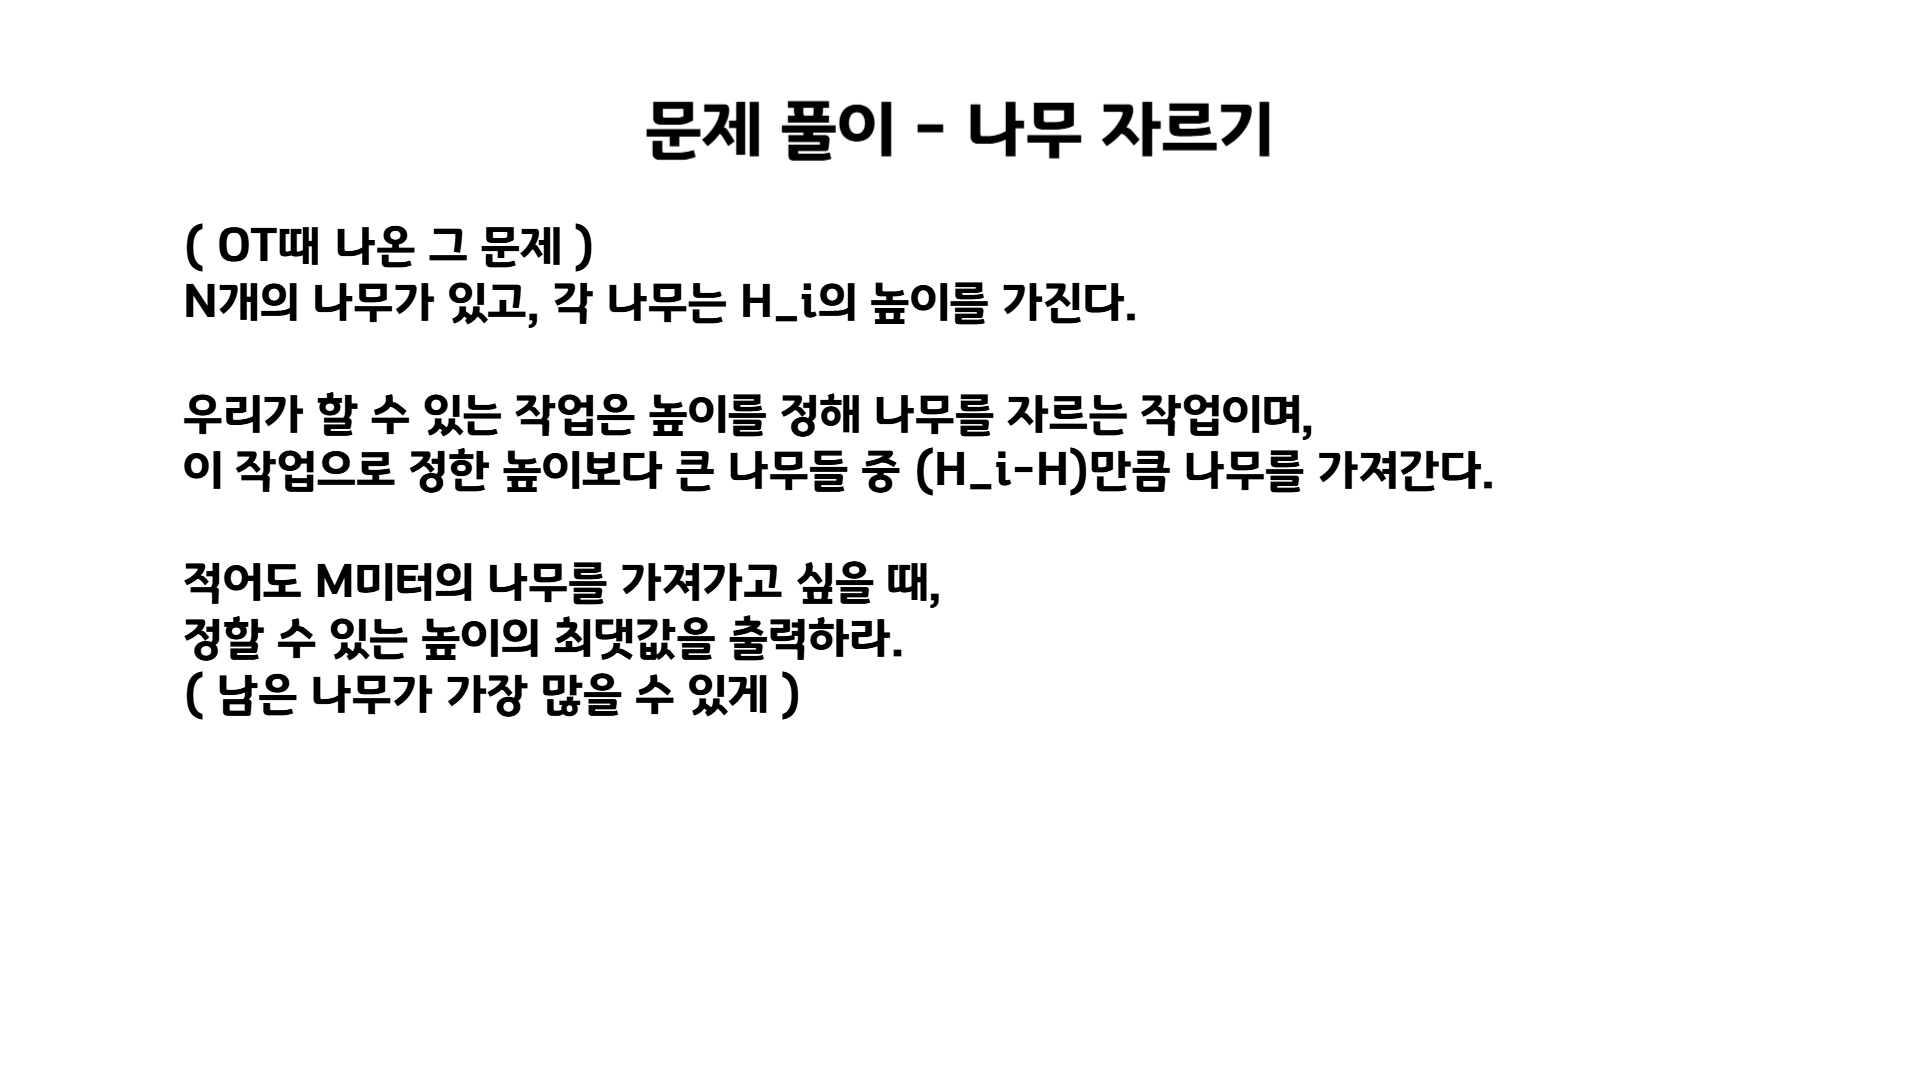 문제 풀이 - 나무 자르기
( OT때 나온 그 문제 )
N개의 나무가 있고, 각 나무는 H_i의 높이를 가진다.
우리가 할 수 있는 작업은 높이를 정해 나무를 자르는 작업이며,
이 작업으로 정한 높이보다 큰 나무들 중 (H_i-H)만큼 나무를 가져간다.
적어도 M미터의 나무를 가져가고 싶을 때,
정할 수 있는 높이의 최댓값을 출력하라.
( 남은 나무가 가장 많을 수 있게 )